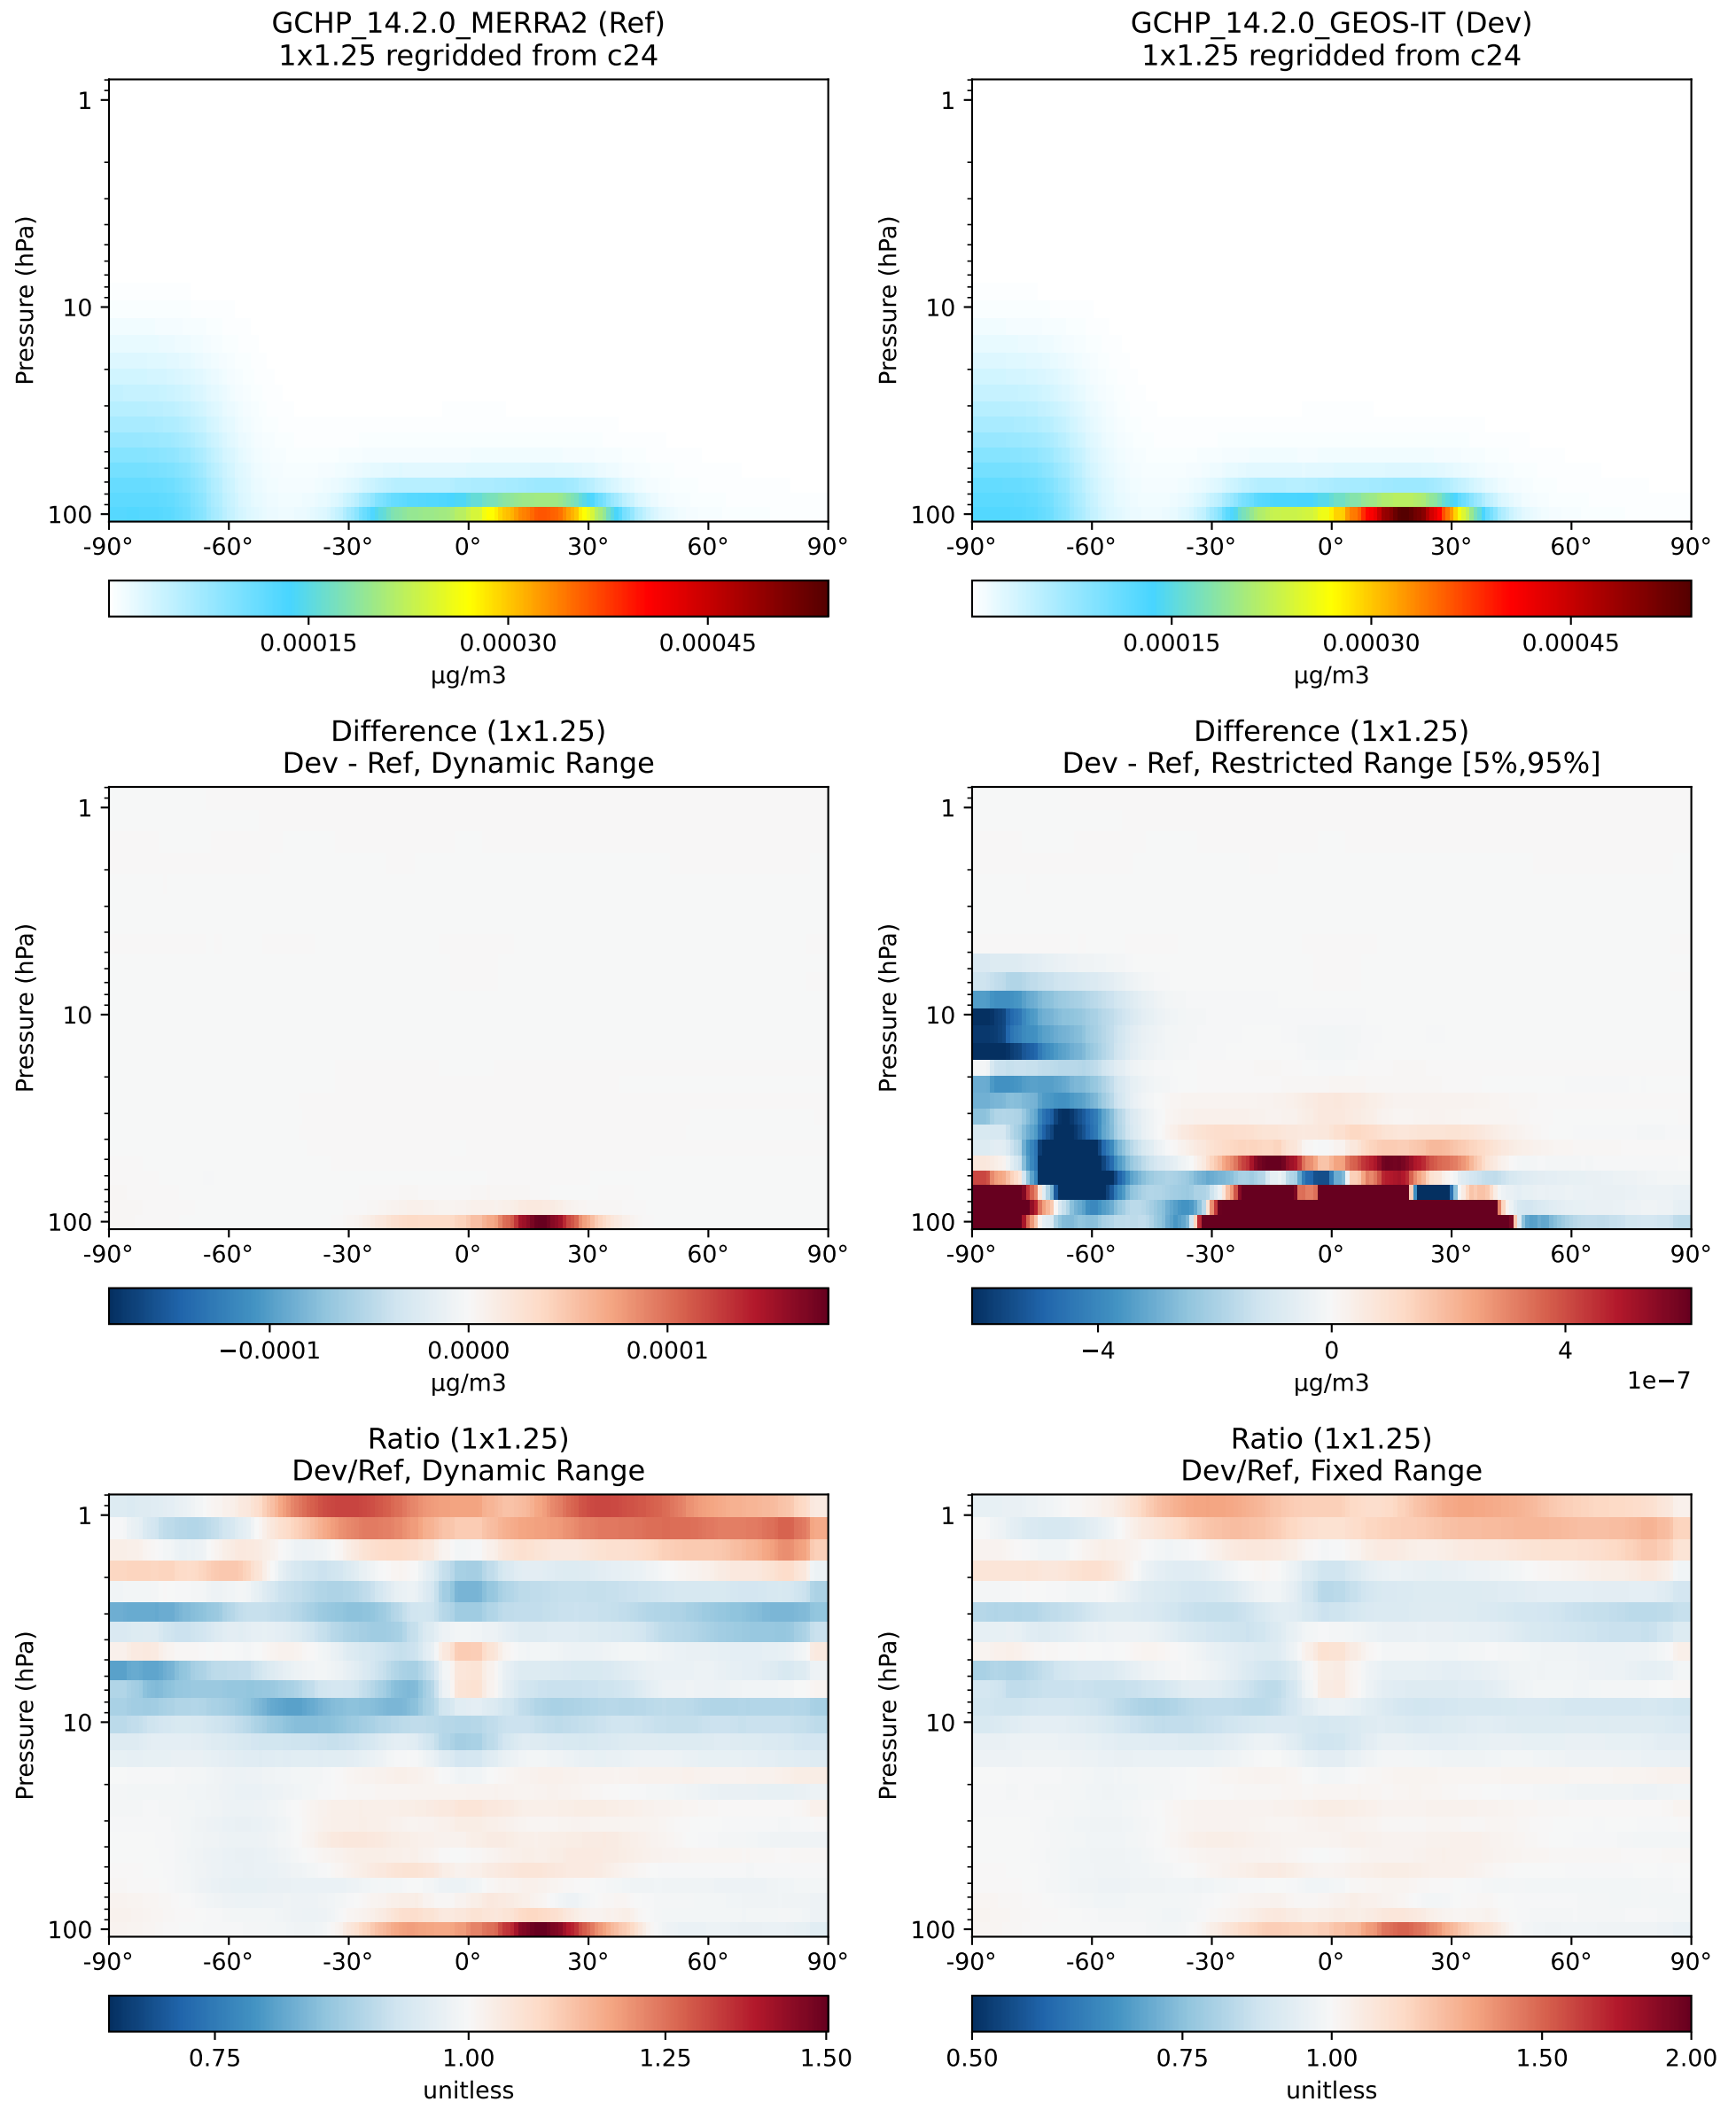 GCHP_14.2.0_MERRA2 (Ref)
1x1.25 regridded from c24
Pressure (hPa)
1
10
100
-90° -60° -30° 0° 30° 60° 90°
0.00015 0.00030 0.00045
µg/m3
GCHP_14.2.0_GEOS-IT (Dev)
1x1.25 regridded from c24
Pressure (hPa)
1
10
100
-90° -60° -30° 0° 30° 60° 90°
0.00015 0.00030 0.00045
µg/m3
Difference (1x1.25)
Dev - Ref, Dynamic Range
Pressure (hPa)
1
10
100
-90° -60° -30° 0° 30° 60° 90°
−0.0001 0.0000 0.0001
µg/m3
Difference (1x1.25)
Dev - Ref, Restricted Range [5%,95%]
Pressure (hPa)
1
10
100
-90° -60° -30° 0° 30° 60° 90°
−4 0 4
µg/m3
1e−7
Ratio (1x1.25)
Dev/Ref, Dynamic Range
Pressure (hPa)
1
10
100
-90° -60° -30° 0° 30° 60° 90°
0.75 1.00 1.25 1.50
unitless
Ratio (1x1.25)
Dev/Ref, Fixed Range
Pressure (hPa)
1
10
100
-90° -60° -30° 0° 30° 60° 90°
0.50 0.75 1.00 1.50 2.00
unitless